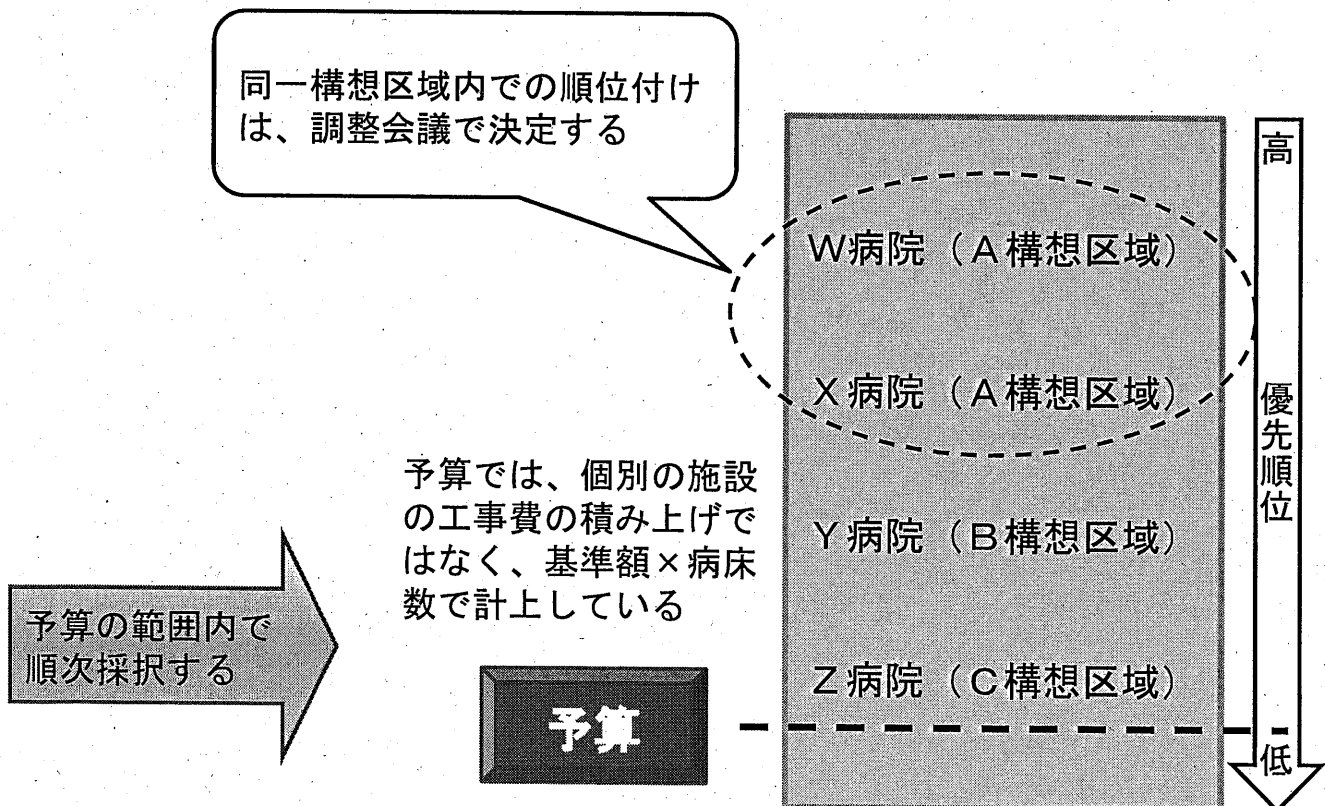 同一構想区域内での順位付け
は、調整会議で決定する
高
W病院（A構想区域）
X病院（A構想区域）
優先順位
予算では、個別の施設
の工事費の積み上げで
はなく、基準額×病床
数で計上している
Y病院（B構想区域）
予算の範囲内で
順次採択する
Z病院（C構想区域）
予算
低